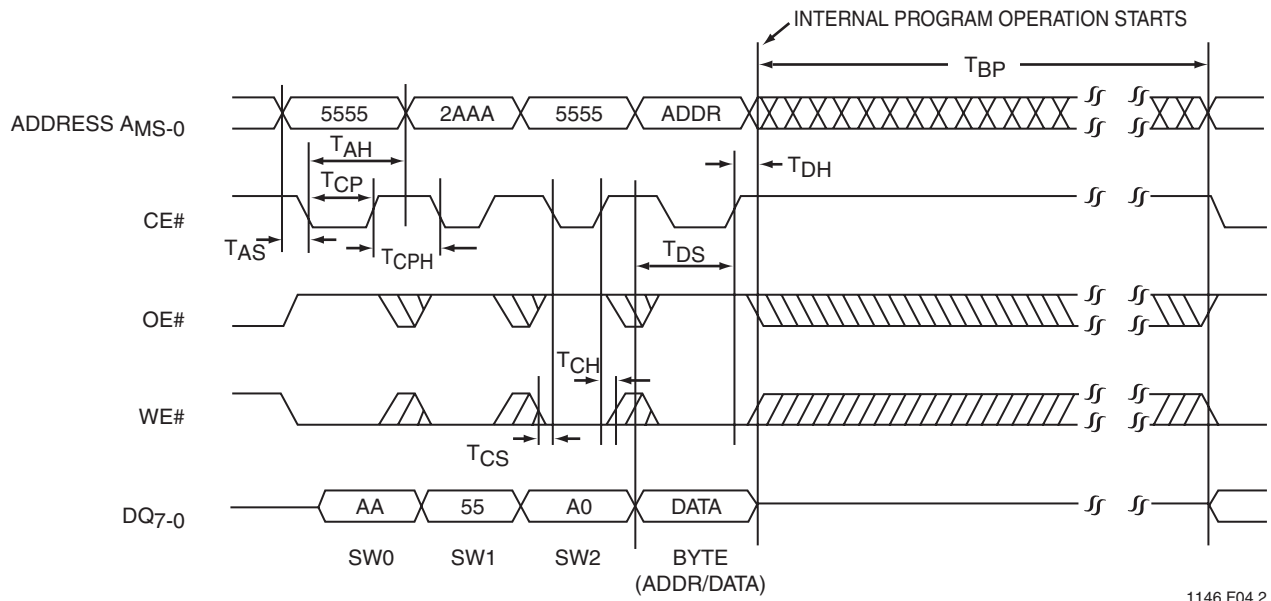 INTERNAL PROGRAM OPERATION STARTS
TBP
ADDRESS AMS-0
5555 2AAA 5555 ADDR
TAH
TDH
TCP
CE#
TAS
TCPH
TDS
OE#
TCH
WE#
TCS
DQ7-0
AA 55 A0 DATA
SW0 SW1 SW2 BYTE
(ADDR/DATA)
1146 F04.2